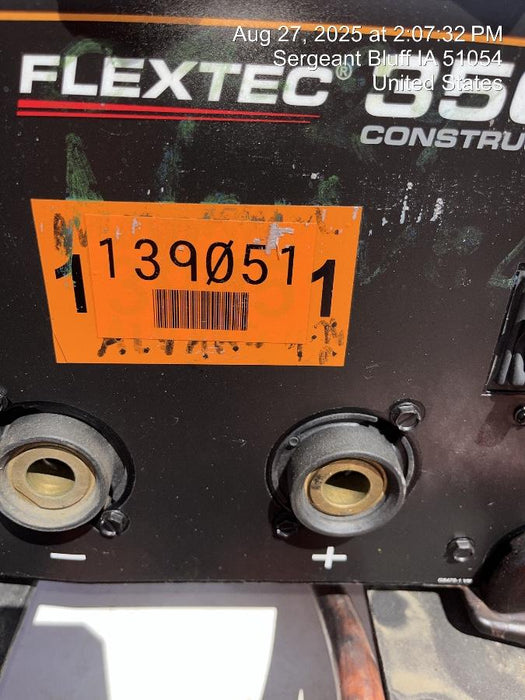 Aug 27, 2025 at 2:07:32 PM
Sergeant Bluff IA 51054
United States
FLEXTEC®
CONSTRU
139051
1 1
− +